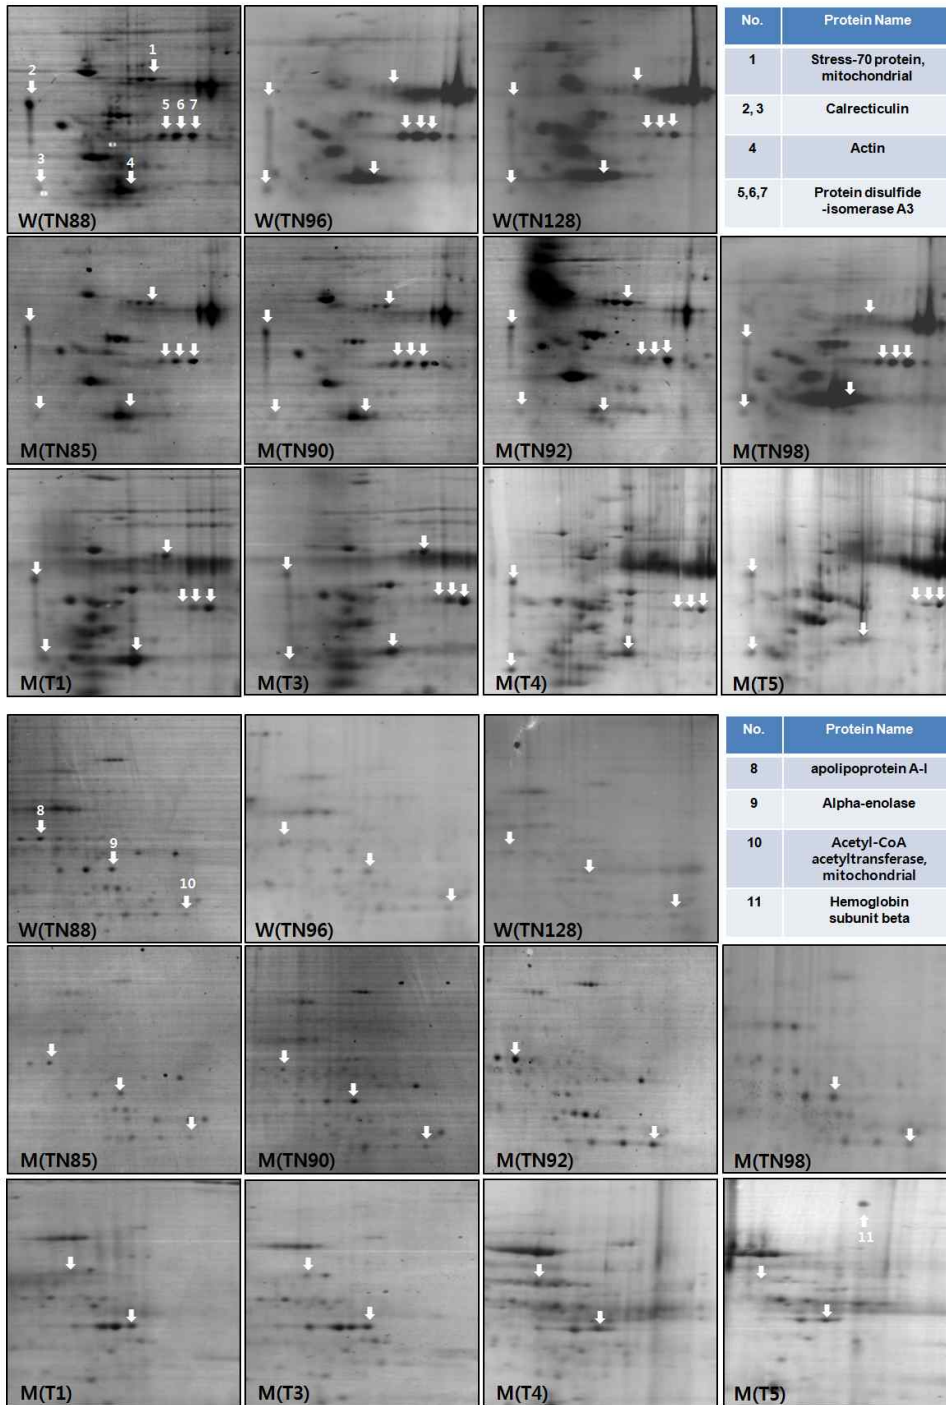 1
2
5 6 7
3
4
W(TN88)
W(TN96)
W(TN128)
No. Protein Name
1 Stress-70 protein,
mitochondrial
2, 3 Calrecticulin
4 Actin
5,6,7 Protein disfulfide
-isomerase A3
M(TN85)
M(TN90)
M(TN92)
M(TN98)
M(T1)
M(T3)
M(T4)
M(T5)
8
9
10
W(TN88)
W(TN96)
W(TN128)
No. Protein Name
8 apolipoprotein A-I
9 Alpha-enolase
10 Acetyl-CoA
acetyltransferase,
mitochondrial
11 Hemoglobin
subunit beta
M(TN85)
M(TN90)
M(TN92)
M(TN98)
11
M(T1)
M(T3)
M(T4)
M(T5)